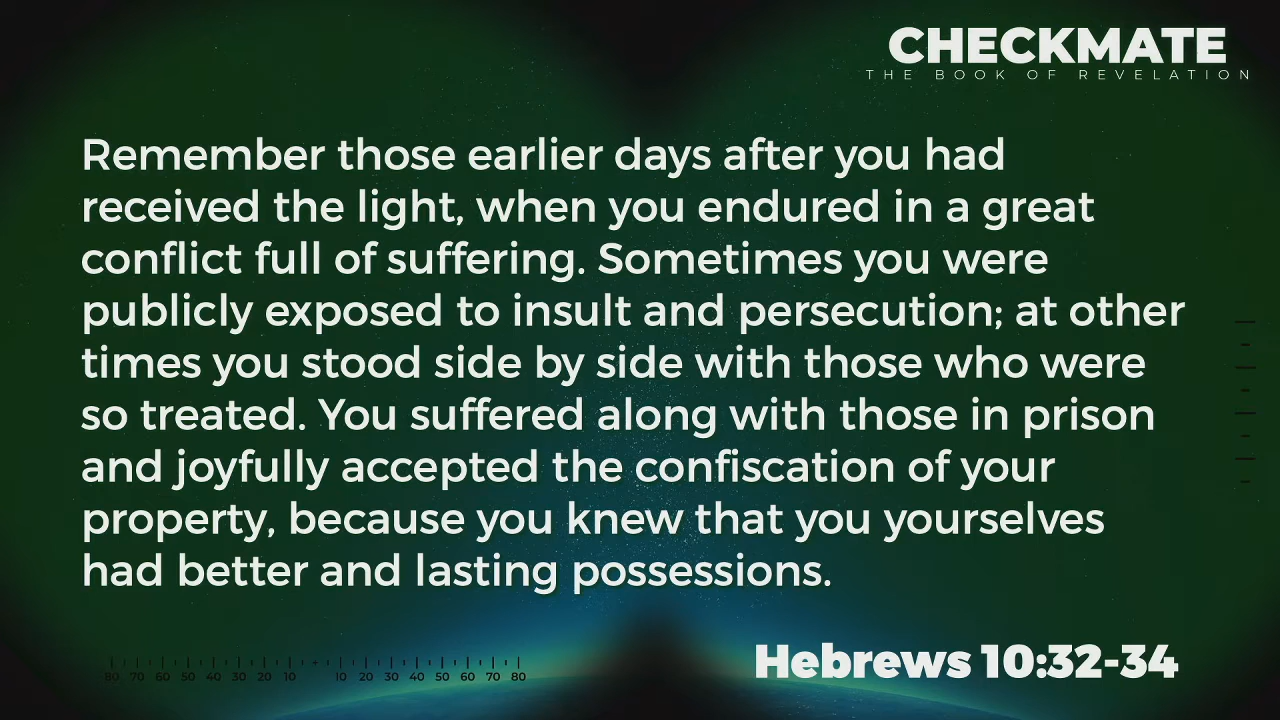 CHECKMATE
THE BOOK OF REVELATION
Remember those earlier days after you had
received the light, when you endured in a great
conflict full of suffering. Sometimes you were
publicly exposed to insult and persecution; at other
times you stood side by side with those who were
so treated. You suffered along with those in prison
and joyfully accepted the confiscation of your
property, because you knew that you yourselves
had better and lasting possessions.
Hebrews 10:32-34
80 70 60 50 40 30 20 10 10 20 30 40 50 60 70 80